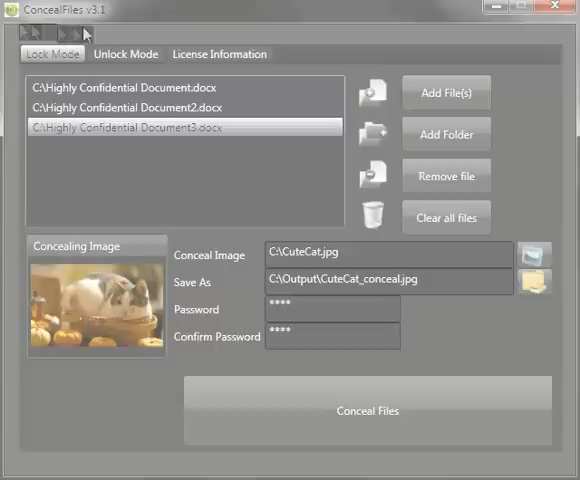 ConcealFiles v3.1
Lock Mode Unlock Mode License Information
C:\Highly Confidential Document.docx
C:\Highly Confidential Document2.docx
C:\Highly Confidential Document3.docx
Add File(s)
Add Folder
Remove file
Clear all files
Concealing Image
Conceal Image C:\CuteCat.jpg
Save As C:\Output\CuteCat_conceal.jpg
Password ****
Confirm Password ****
Conceal Files